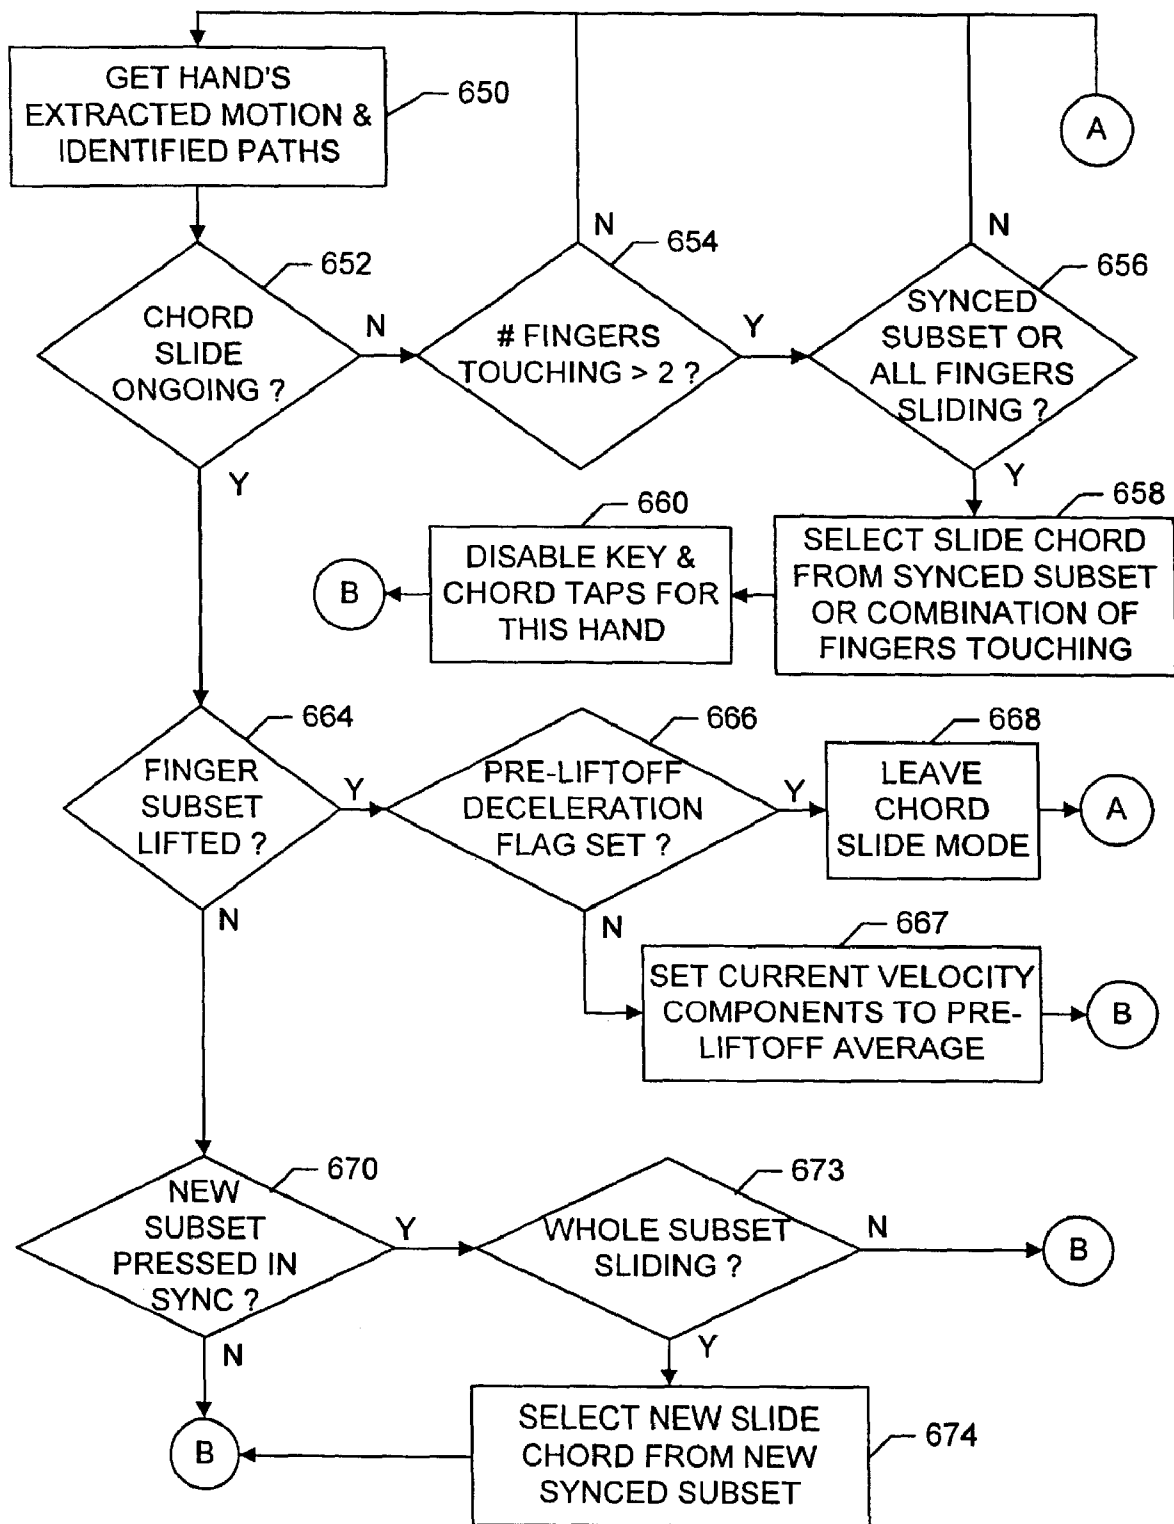 GET HAND'S
EXTRACTED MOTION &
IDENTIFIED PATHS
650
A
652
CHORD
SLIDE
ONGOING ?
N
Y
654
# FINGERS
TOUCHING > 2 ?
N
Y
656
SYNCED
SUBSET OR
ALL FINGERS
SLIDING ?
N
Y
658
SELECT SLIDE CHORD
FROM SYNCED SUBSET
OR COMBINATION OF
FINGERS TOUCHING
660
DISABLE KEY &
CHORD TAPS FOR
THIS HAND
B
664
FINGER
SUBSET
LIFTED ?
Y
N
666
PRE-LIFTOFF
DECELERATION
FLAG SET ?
Y
N
668
LEAVE
CHORD
SLIDE MODE
A
667
SET CURRENT VELOCITY
COMPONENTS TO PRE-
LIFTOFF AVERAGE
B
670
NEW
SUBSET
PRESSED IN
SYNC ?
Y
N
673
WHOLE SUBSET
SLIDING ?
N
B
Y
674
SELECT NEW SLIDE
CHORD FROM NEW
SYNCED SUBSET
B